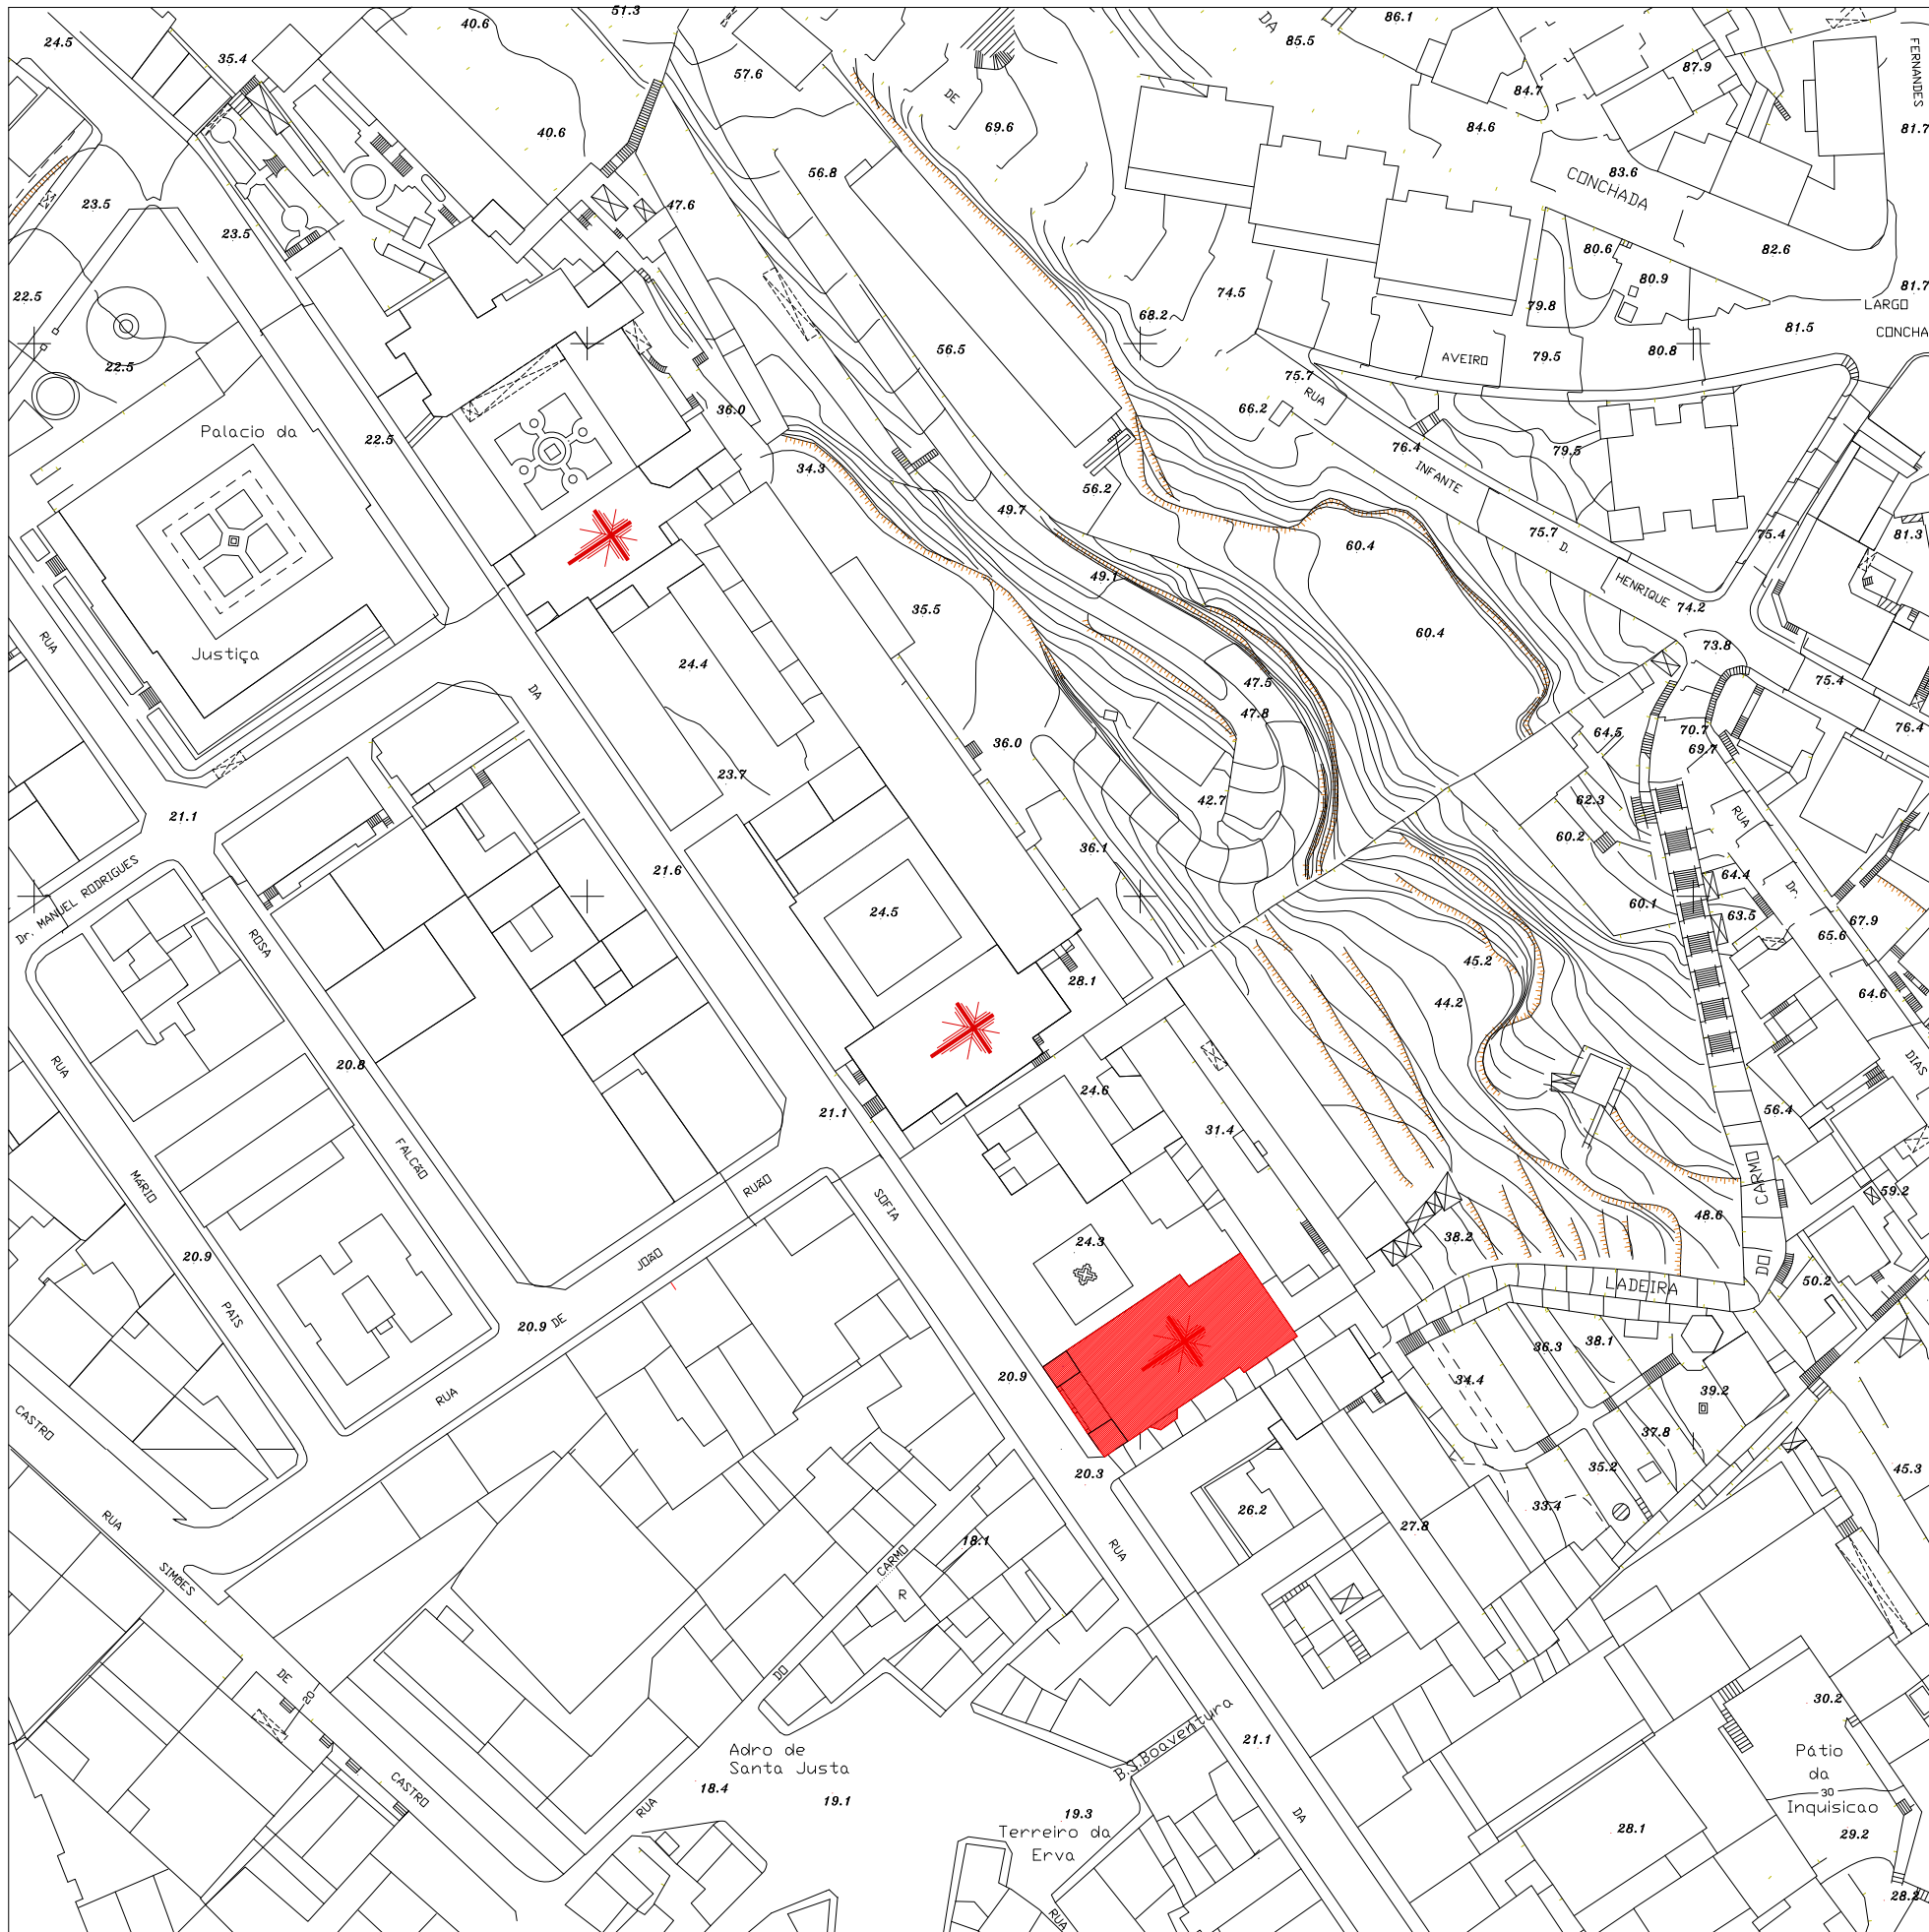 51.3
40.6
24.5
35.4
57.6
DA
85.5
86.1
87.9
FERNANDES
DE
84.7
40.6
69.6
84.6
81.7
56.8
83.6
CONCHADA
23.5
47.6
23.5
80.6
82.6
80.9
81.7
22.5
74.5
79.8
LARGO
68.2
81.5
CONCHA
56.5
AVEIRO
79.5
80.8
22.5
75.7
RUA
36.0
66.2
Palacio da
22.5
76.4
79.5
34.3
INFANTE
56.2
49.7
75.7
D.
75.4
81.3
60.4
49.1
HENRIQUE
74.2
35.5
60.4
RUA
73.8
Justiça
24.4
47.5
75.4
DA
47.8
36.0
64.5
70.7
76.4
69.7
23.7
42.7
62.3
21.1
RUA
60.2
36.1
21.6
64.4
Dr.
Dr. MANUEL RODRIGUES
60.1
24.5
63.5
67.9
ROSA
65.6
45.2
28.1
64.6
44.2
20.8
RUA
DIAS
24.6
21.1
56.4
31.4
FALCÃO
CARMO
MÁRIO
RUÃO
SOFIA
59.2
48.6
24.3
38.2
20.9
JOÃO
DO
50.2
LADEIRA
PAIS
20.9 DE
38.1
36.3
20.9
34.4
RUA
39.2
CASTRO
37.8
20.3
35.2
45.3
26.2
33.4
RUA
27.8
18.1
RUA
CARMO
SIMÕES
R
DE
DO
20
30.2
B.S.Boaventura
21.1
Adro de
Santa Justa
Pátio
da
18.4
CASTRO
30
19.1
RUA
19.3
Inquisicao
DA
Terreiro da
Erva
28.1
29.2
28.2
RUA